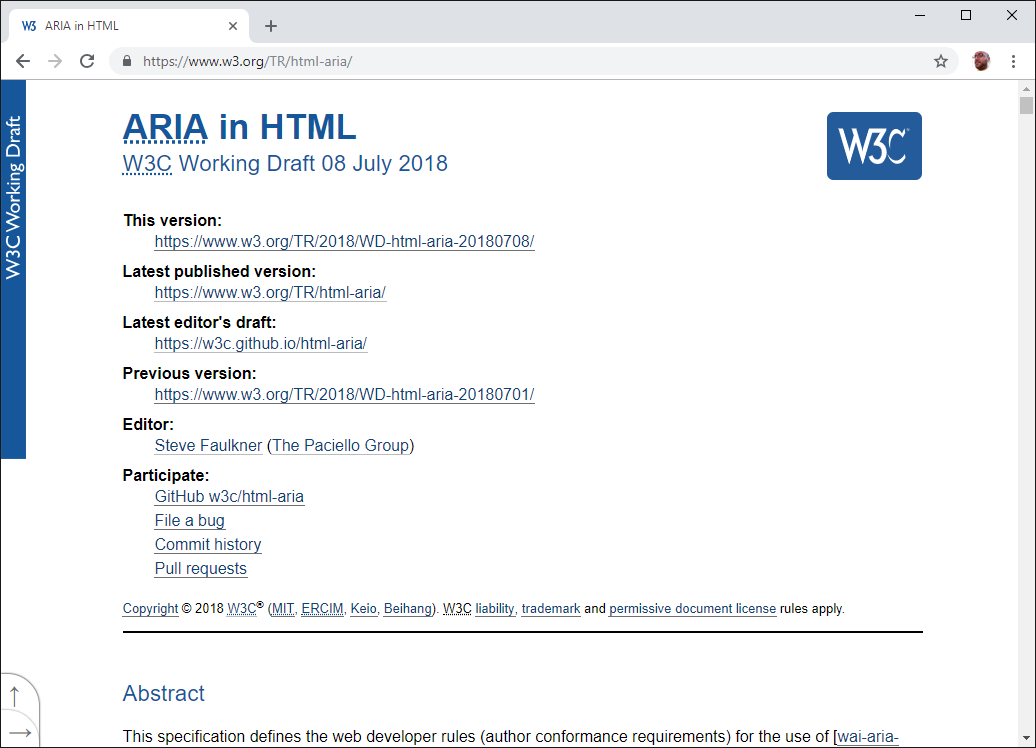 W3 ARIA in HTML
https://www.w3.org/TR/html-aria/
W3C Working Draft
ARIA in HTML
W3C
W3C Working Draft 08 July 2018
This version:
https://www.w3.org/TR/2018/WD-html-aria-20180708/
Latest published version:
https://www.w3.org/TR/html-aria/
Latest editor's draft:
https://w3c.github.io/html-aria/
Previous version:
https://www.w3.org/TR/2018/WD-html-aria-20180701/
Editor:
Steve Faulkner (The Paciello Group)
Participate:
GitHub w3c/html-aria
File a bug
Commit history
Pull requests
Copyright © 2018 W3C® (MIT, ERCIM, Keio, Beihang). W3C liability, trademark and permissive document license rules apply.
Abstract
This specification defines the web developer rules (author conformance requirements) for the use of [wai-aria-